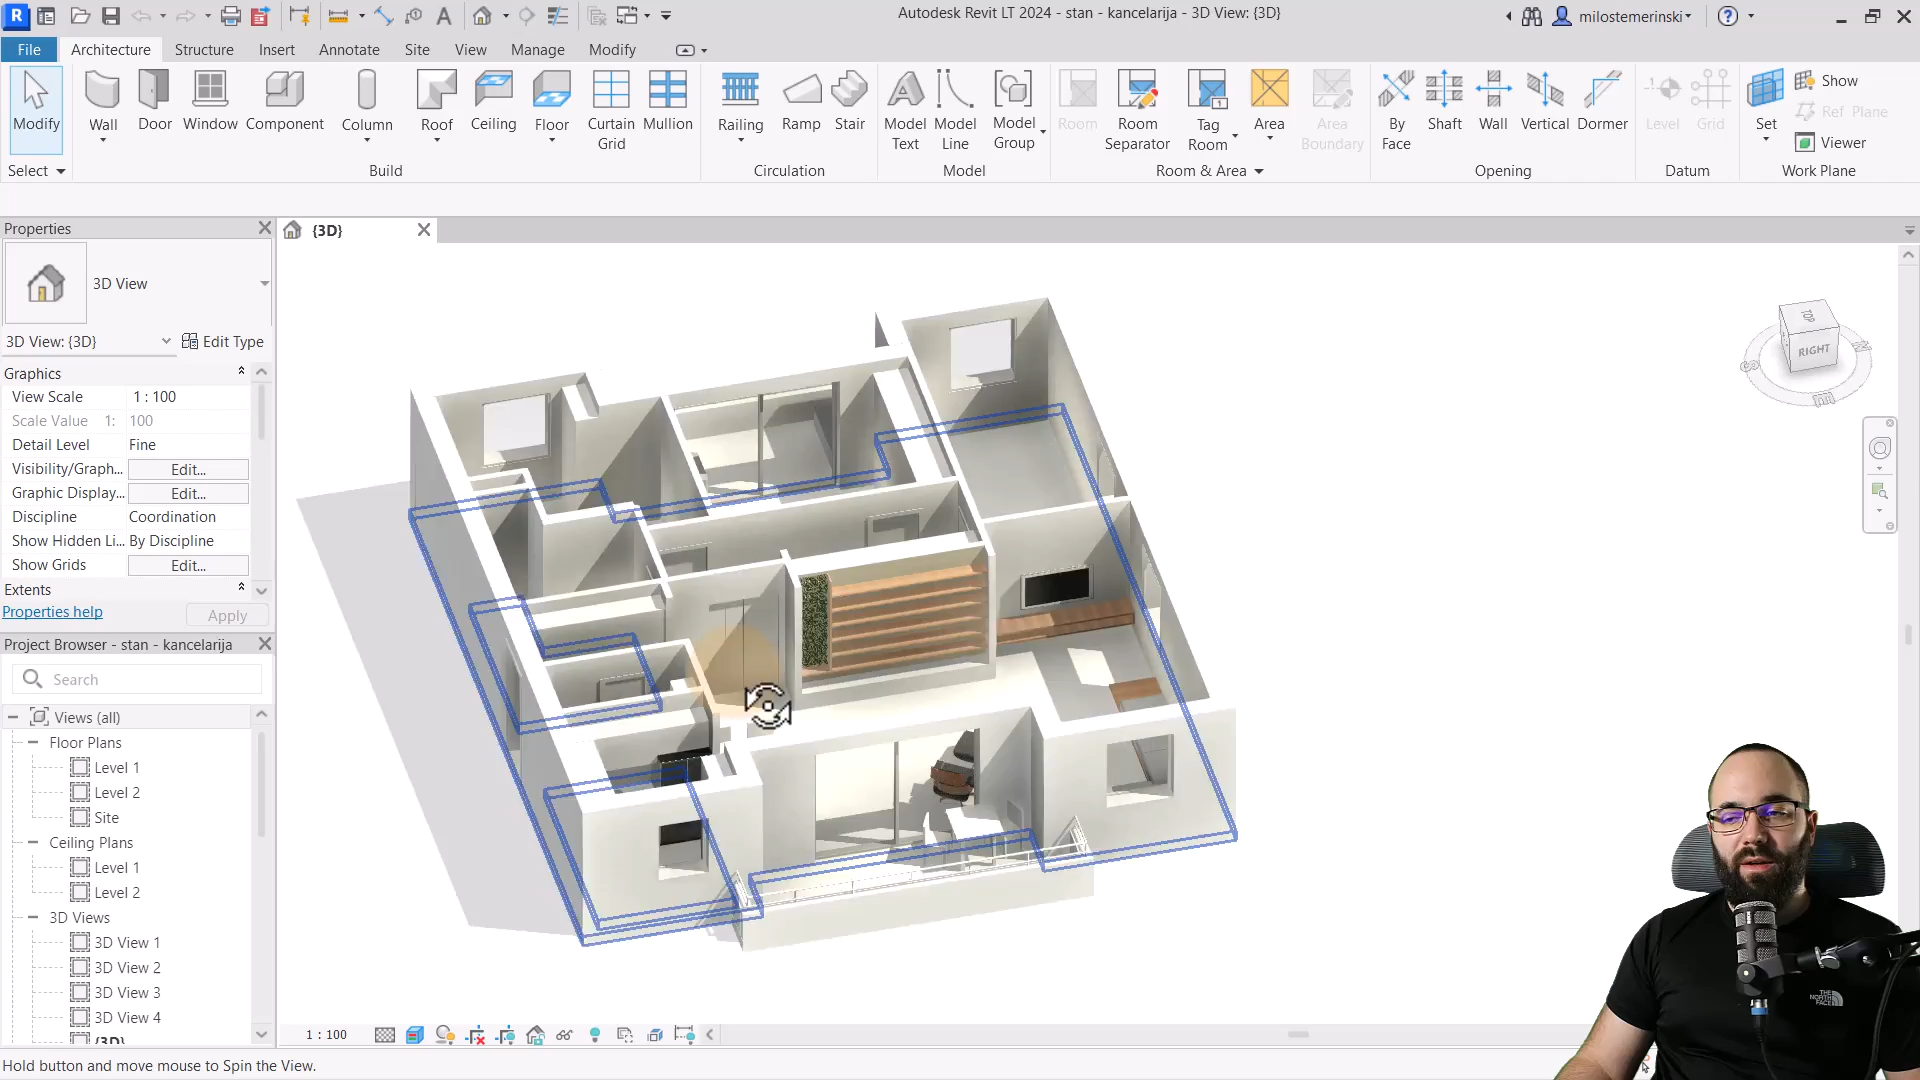 R
Autodesk Revit LT 2024 - stan - kancelarija - 3D View: {3D}
milostemerinski
File
Architecture
Structure
Insert
Annotate
Site
View
Manage
Modify
Modify
Wall
Door
Window
Component
Column
Roof
Ceiling
Floor
Curtain
Grid
Mullion
Railing
Ramp
Stair
Model
Text
Model
Line
Model
Group
Room
Room
Separator
Tag
Room
Area
Area
Boundary
By
Face
Shaft
Wall
Vertical
Dormer
Level
Grid
Set
Show
Ref Plane
Viewer
Select
Build
Circulation
Model
Room & Area
Opening
Datum
Work Plane
Properties
{3D}
3D View
3D View: {3D}
Edit Type
Graphics
View Scale
1 : 100
Scale Value 1:
100
Detail Level
Fine
Visibility/Graph...
Edit...
Graphic Display...
Edit...
Discipline
Coordination
Show Hidden Li...
By Discipline
Show Grids
Edit...
Extents
Properties help
Apply
Project Browser - stan - kancelarija
Search
Views (all)
Floor Plans
Level 1
Level 2
Site
Ceiling Plans
Level 1
Level 2
3D Views
3D View 1
3D View 2
3D View 3
3D View 4
{3D}
TOP
RIGHT
1 : 100
Hold button and move mouse to Spin the View.
THE
NORTH
FACE